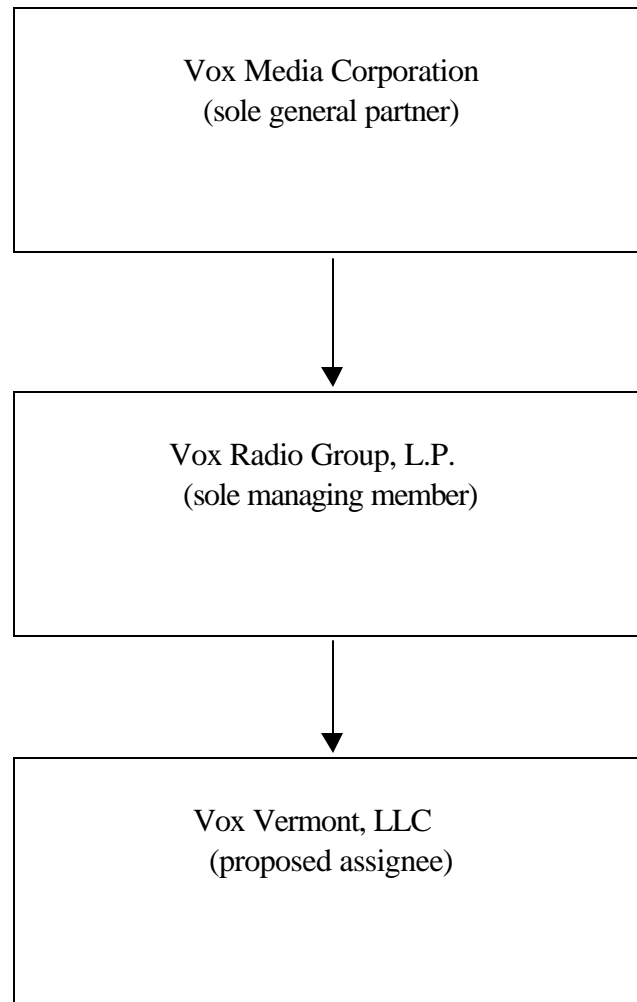 Vox Media Corporation
(sole general partner)
Vox Radio Group, L.P.
(sole managing member)
Vox Vermont, LLC
(proposed assignee)